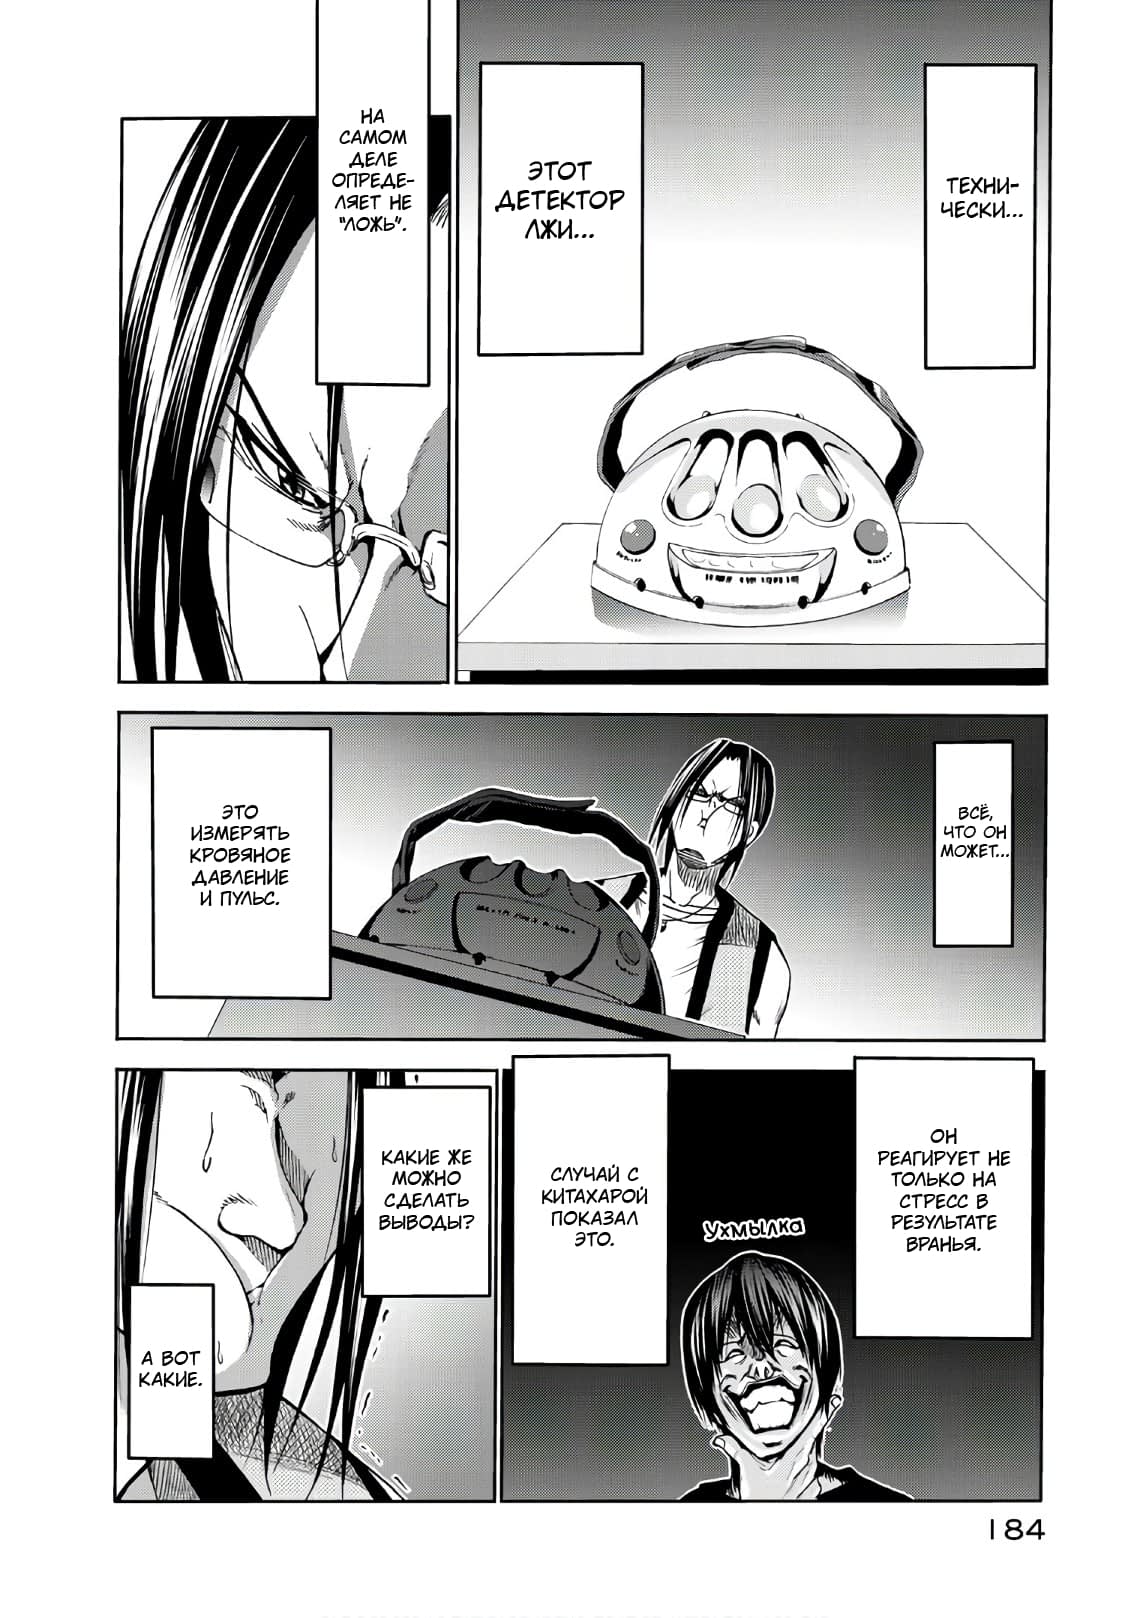 ТЕХНИ-
ЧЕСКИ...
ЭТОТ
ДЕТЕКТОР
ЛЖИ...
НА
САМОМ
ДЕЛЕ
ОПРЕДЕ-
ЛЯЕТ НЕ
"ЛОЖЬ".
ВСЁ,
ЧТО ОН
МОЖЕТ...
ЭТО
ИЗМЕРЯТЬ
КРОВЯНОЕ
ДАВЛЕНИЕ
И ПУЛЬС.
ОН
РЕАГИРУЕТ НЕ
ТОЛЬКО НА
СТРЕСС В
РЕЗУЛЬТАТЕ
ВРАНЬЯ.
УХМЫЛКА
СЛУЧАЙ С
КИТАХАРОЙ
ПОКАЗАЛ
ЭТО.
КАКИЕ ЖЕ
МОЖНО
СДЕЛАТЬ
ВЫВОДЫ?
А ВОТ
КАКИЕ.
184